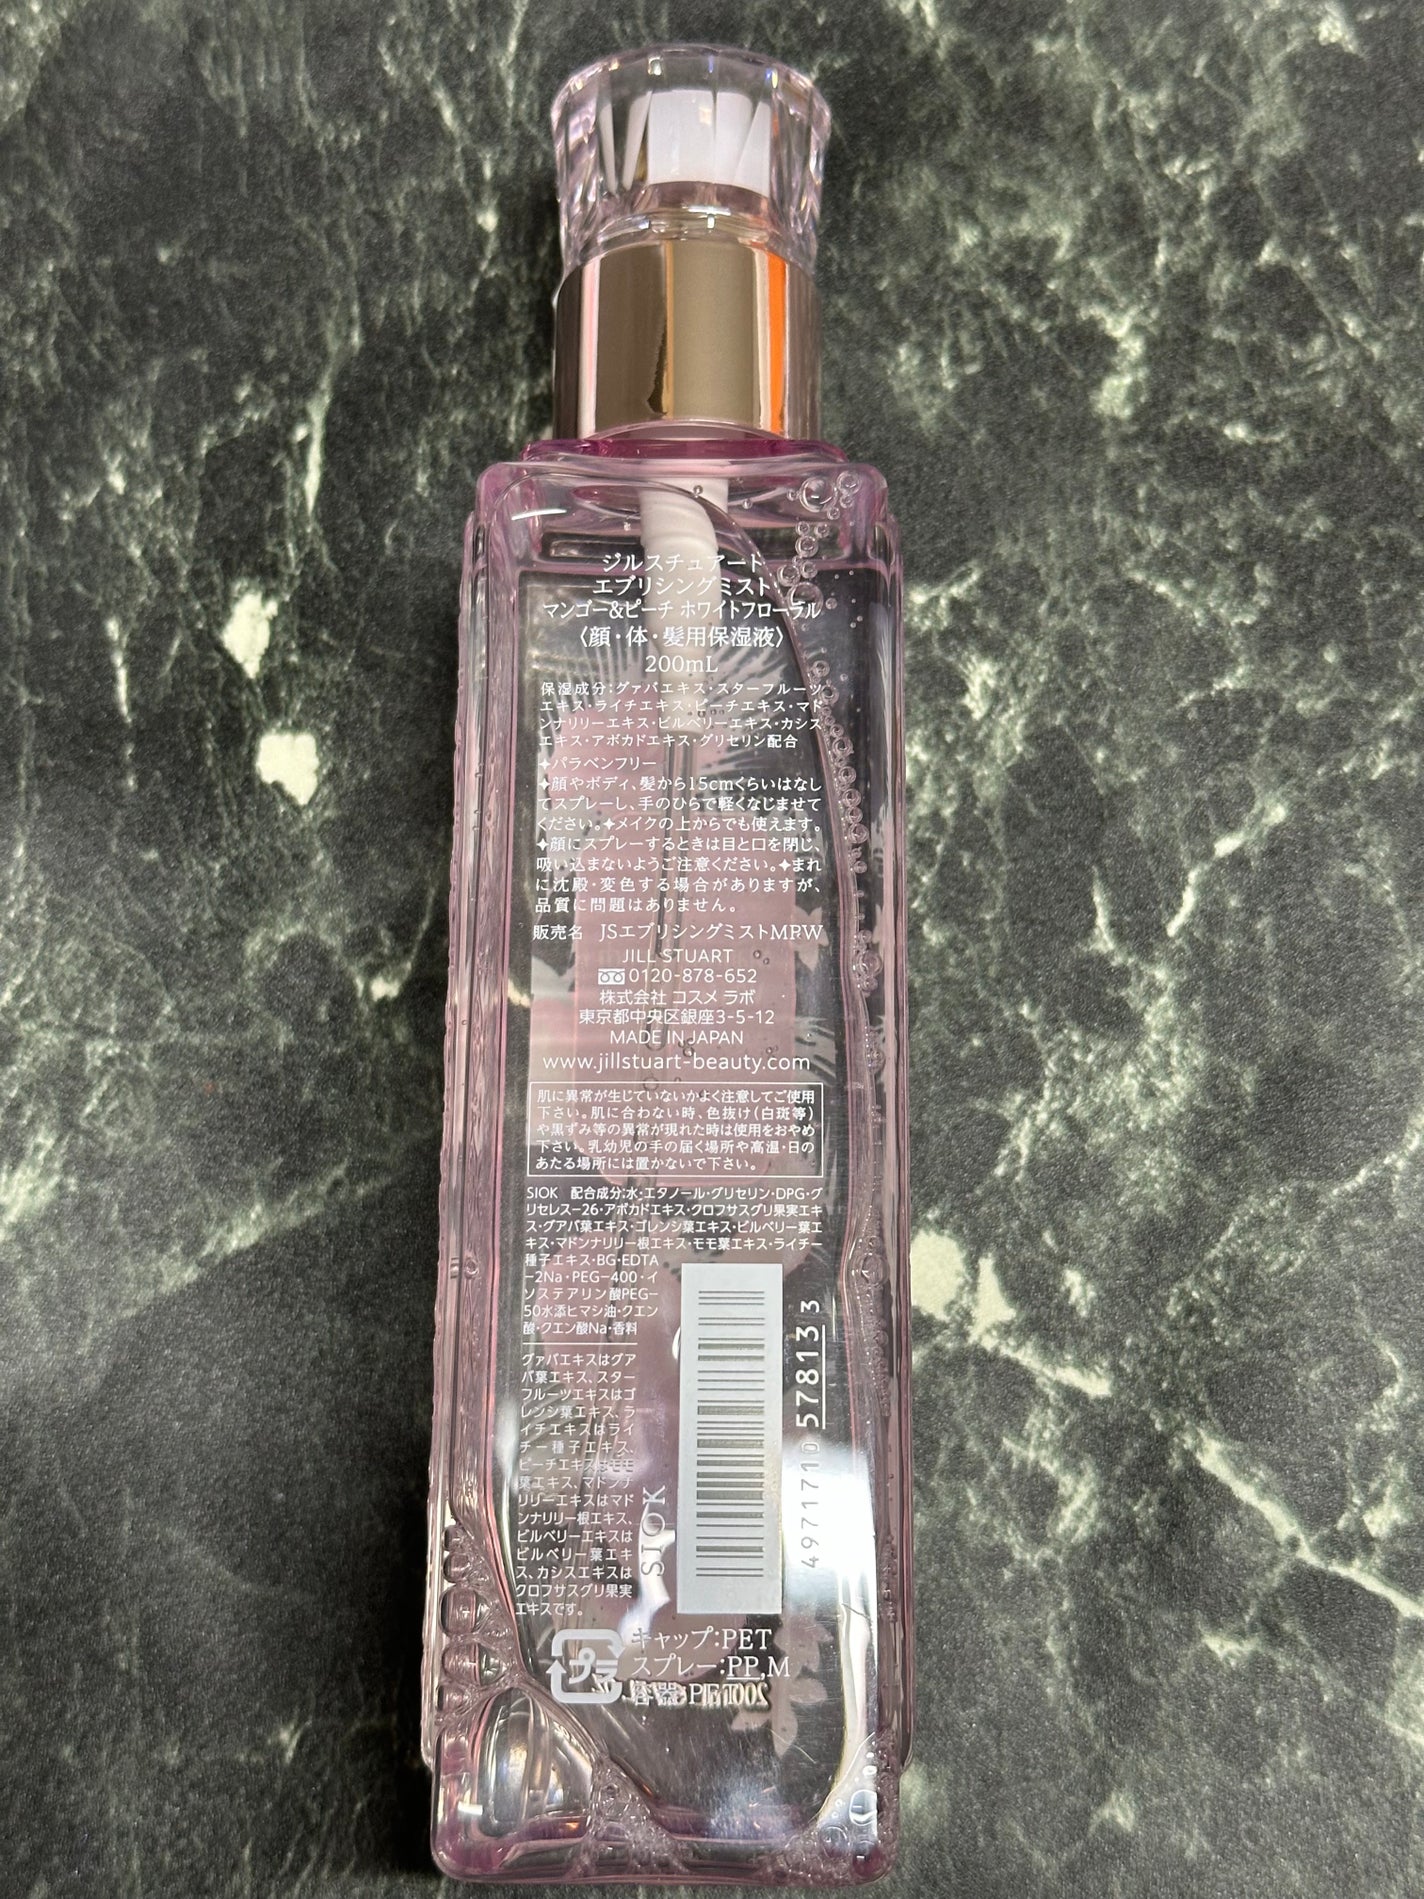 ジルスチュアート
エブリシングミスト
マンゴー&ピーチ ホワイトフローラル
〈顔・体・髪用保湿液〉
200mL
保湿成分:グァバエキス・スターフルーツ
エキス・ライチエキス・ピーチエキス・マド
ンナリリーエキス・ビルベリーエキス・カシス
エキス・アボカドエキス・グリセリン配合
✦パラベンフリー
✦顔やボディ、髪から15cmくらいはなし
てスプレーし、手のひらで軽くなじませて
ください。✦メイクの上からでも使えます。
✦顔にスプレーするときは目と口を閉じ、
吸い込まないようご注意ください。✦まれ
に沈殿・変色する場合がありますが、
品質に問題はありません。
販売名 JSエブリシングミストMPW
JILL STUART
0120-878-652
株式会社 コスメ ラボ
東京都中央区銀座3-5-12
MADE IN JAPAN
www.jillstuart-beauty.com
肌に異常が生じていないかよく注意してご使用
下さい。肌に合わない時、色抜け(白斑等)
や黒ずみ等の異常が現れた時は使用をおやめ
下さい。乳幼児の手の届く場所や高温・日の
あたる場所には置かないで下さい。
SIOK 配合成分:水・エタノール・グリセリン・DPG・グ
リセレス-26・アボカドエキス・クロフサスグリ果実エキ
ス・グアバ葉エキス・ゴレンシ葉エキス・ビルベリー葉エ
キス・マドンナリリー根エキス・モモ葉エキス・ライチー
種子エキス・BG・EDTA
-2Na・PEG-400・イ
ソステアリン酸PEG-
50水添ヒマシ油・クエン
酸・クエン酸Na・香料
グァバエキスはグア
バ葉エキス、スター
フルーツエキスはゴ
レンシ葉エキス、ラ
イチエキスはライ
チー種子エキス、
ピーチエキスはモモ
葉エキス、マドンナ
リリーエキスはマド
ンナリリー根エキス、
ビルベリーエキスは
ビルベリー葉エキ
ス、カシスエキスは
クロフサスグリ果実
エキスです。
SIOK
4971710 57813 3
プラ
キャップ:PET
スプレー:PP,M
容器:PET